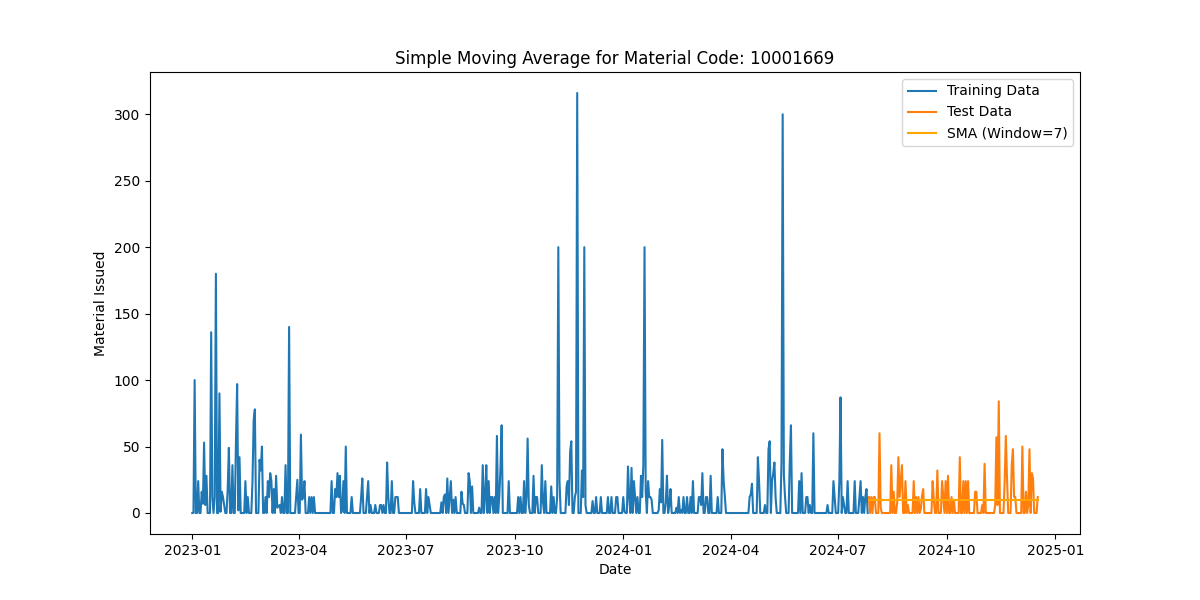 Simple Moving Average for Material Code: 10001669
Training Data
Test Data
SMA (Window=7)
Material Issued
300
250
200
150
100
50
0
2023-01 2023-04 2023-07 2023-10 2024-01 2024-04 2024-07 2024-10 2025-01
Date